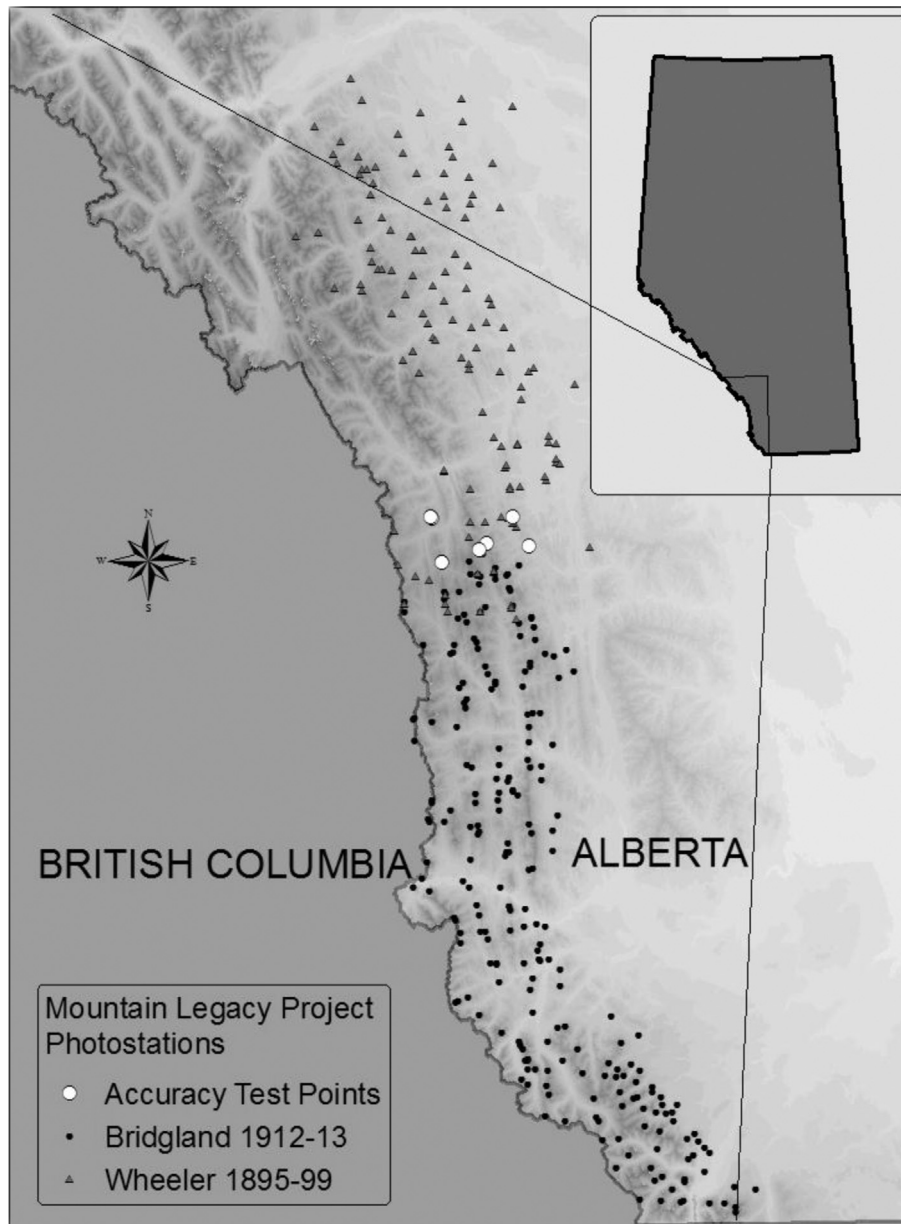 N
W E
S
BRITISH COLUMBIA
ALBERTA
Mountain Legacy Project
Photostations
Accuracy Test Points
Bridgland 1912-13
Wheeler 1895-99